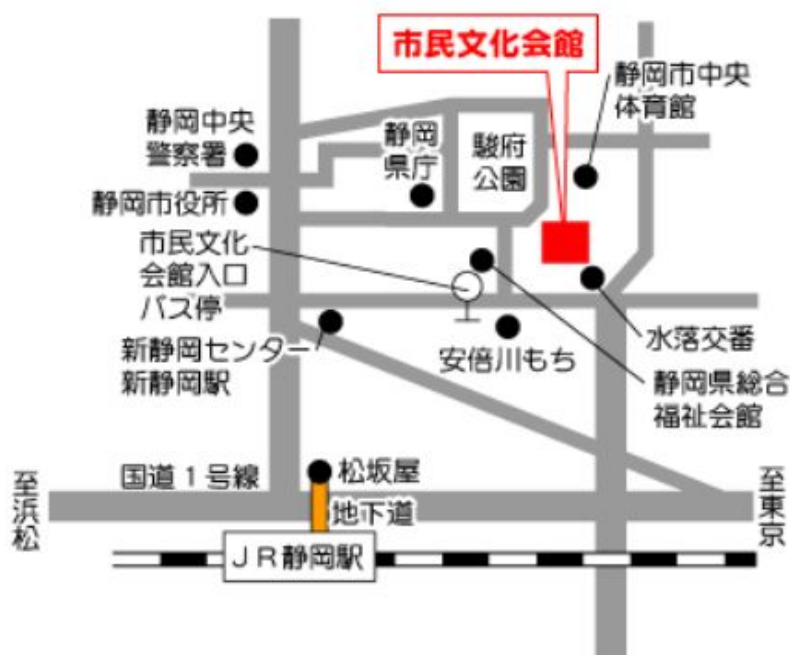 市民文化会館
静岡市中央
体育館
静岡中央
警察署
静岡
県庁
駿府
公園
静岡市役所
市民文化
会館入口
バス停
新静岡センター
新静岡駅
安倍川もち
水落交番
静岡県総合
福祉会館
国道1号線
松坂屋
地下道
至浜松
至東京
JR静岡駅